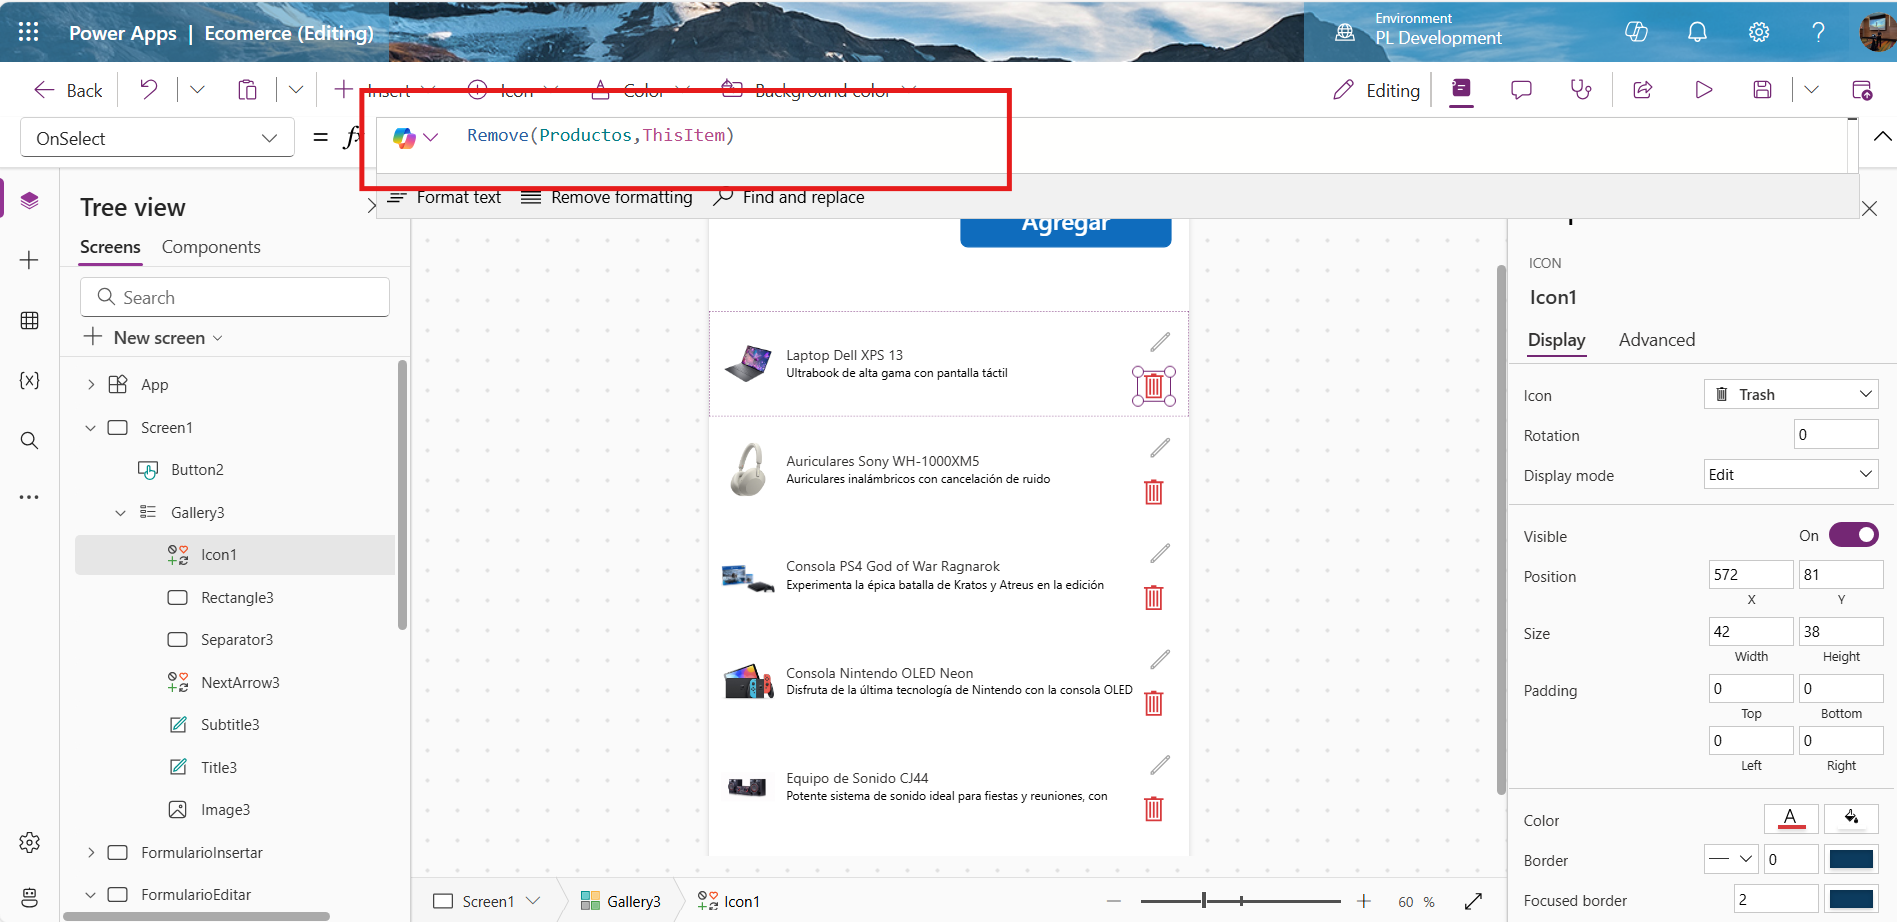 Power Apps | Ecomerce (Editing)
Environment
PL Development
Back
Insert
Icon
Color
Background color
Editing
OnSelect
= fx
Remove(Productos,ThisItem)
Format text
Remove formatting
Find and replace
Tree view
Screens
Components
Search
New screen
App
Screen1
Button2
Gallery3
Icon1
Rectangle3
Separator3
NextArrow3
Subtitle3
Title3
Image3
FormularioInsertar
FormularioEditar
Agregar
Laptop Dell XPS 13
Ultrabook de alta gama con pantalla táctil
Auriculares Sony WH-1000XM5
Auriculares inalámbricos con cancelación de ruido
Consola PS4 God of War Ragnarok
Experimenta la épica batalla de Kratos y Atreus en la edición
Consola Nintendo OLED Neon
Disfruta de la última tecnología de Nintendo con la consola OLED
Equipo de Sonido CJ44
Potente sistema de sonido ideal para fiestas y reuniones, con
Screen1
Gallery3
Icon1
60 %
ICON
Icon1
Display
Advanced
Icon
Trash
Rotation
0
Display mode
Edit
Visible
On
Position
572
81
X
Y
Size
42
38
Width
Height
Padding
0
0
Top
Bottom
0
0
Left
Right
Color
A
Border
0
Focused border
2